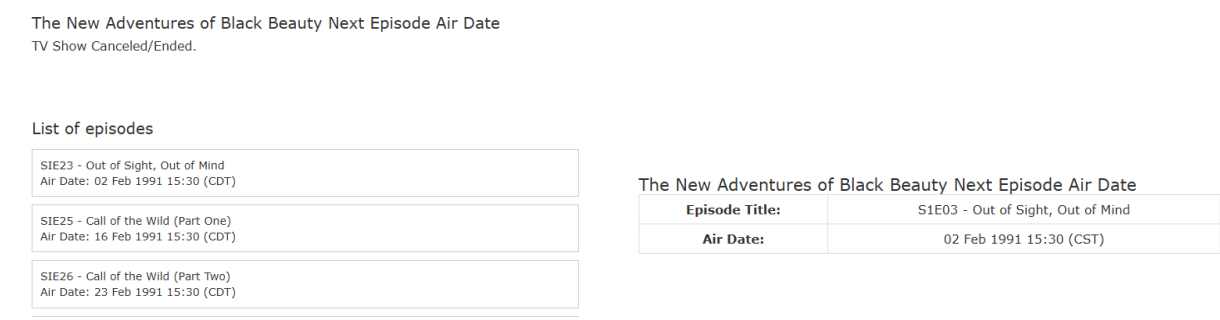 The New Adventures of Black Beauty Next Episode Air Date
TV Show Canceled/Ended.
List of episodes
SIE23 - Out of Sight, Out of Mind
Air Date: 02 Feb 1991 15:30 (CDT)
SIE25 - Call of the Wild (Part One)
Air Date: 16 Feb 1991 15:30 (CDT)
SIE26 - Call of the Wild (Part Two)
Air Date: 23 Feb 1991 15:30 (CDT)
The New Adventures of Black Beauty Next Episode Air Date
Episode Title: S1E03 - Out of Sight, Out of Mind
Air Date: 02 Feb 1991 15:30 (CST)